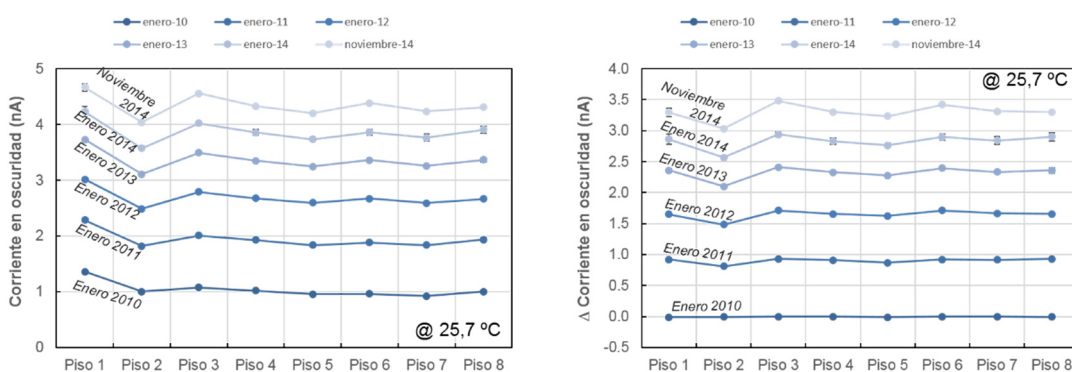 enero-10 enero-11 enero-12
enero-13 enero-14 noviembre-14
Corriente en oscuridad (nA)
5
4
3
2
1
0
Noviembre
2014
Enero 2014
Enero 2013
Enero 2012
Enero 2011
Enero 2010
@ 25,7 ºC
Piso 1 Piso 2 Piso 3 Piso 4 Piso 5 Piso 6 Piso 7 Piso 8
enero-10 enero-11 enero-12
enero-13 enero-14 noviembre-14
Δ Corriente en oscuridad (nA)
4.0
3.5
3.0
2.5
2.0
1.5
1.0
0.5
0.0
-0.5
@ 25,7 ºC
Noviembre
2014
Enero 2014
Enero 2013
Enero 2012
Enero 2011
Enero 2010
Piso 1 Piso 2 Piso 3 Piso 4 Piso 5 Piso 6 Piso 7 Piso 8